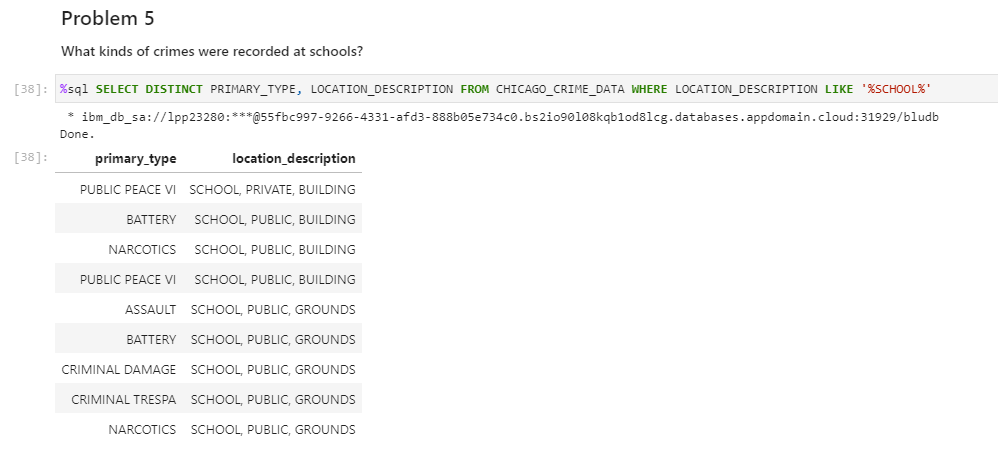 Problem 5
What kinds of crimes were recorded at schools?
[38]: %sql SELECT DISTINCT PRIMARY_TYPE, LOCATION_DESCRIPTION FROM CHICAGO_CRIME_DATA WHERE LOCATION_DESCRIPTION LIKE '%SCHOOL%'
* ibm_db_sa://lpp23280:***@55fbc997-9266-4331-afd3-888b05e734c0.bs2io90l08kqb1od8lcg.databases.appdomain.cloud:31929/bludb
Done.
[38]: primary_type location_description
PUBLIC PEACE VI SCHOOL, PRIVATE, BUILDING
BATTERY SCHOOL, PUBLIC, BUILDING
NARCOTICS SCHOOL, PUBLIC, BUILDING
PUBLIC PEACE VI SCHOOL, PUBLIC, BUILDING
ASSAULT SCHOOL, PUBLIC, GROUNDS
BATTERY SCHOOL, PUBLIC, GROUNDS
CRIMINAL DAMAGE SCHOOL, PUBLIC, GROUNDS
CRIMINAL TRESPA SCHOOL, PUBLIC, GROUNDS
NARCOTICS SCHOOL, PUBLIC, GROUNDS